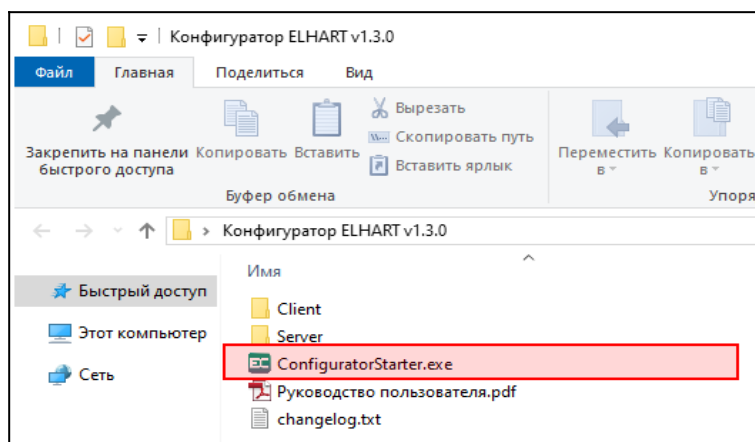 Конфигуратор ELHART v1.3.0
Файл Главная Поделиться Вид
Закрепить на панели быстрого доступа
Копировать
Вставить
Вырезать
Скопировать путь
Вставить ярлык
Переместить в
Копировать в
Буфер обмена
Упоря
Конфигуратор ELHART v1.3.0
Быстрый доступ
Этот компьютер
Сеть
Имя
Client
Server
EC ConfiguratorStarter.exe
Руководство пользователя.pdf
changelog.txt